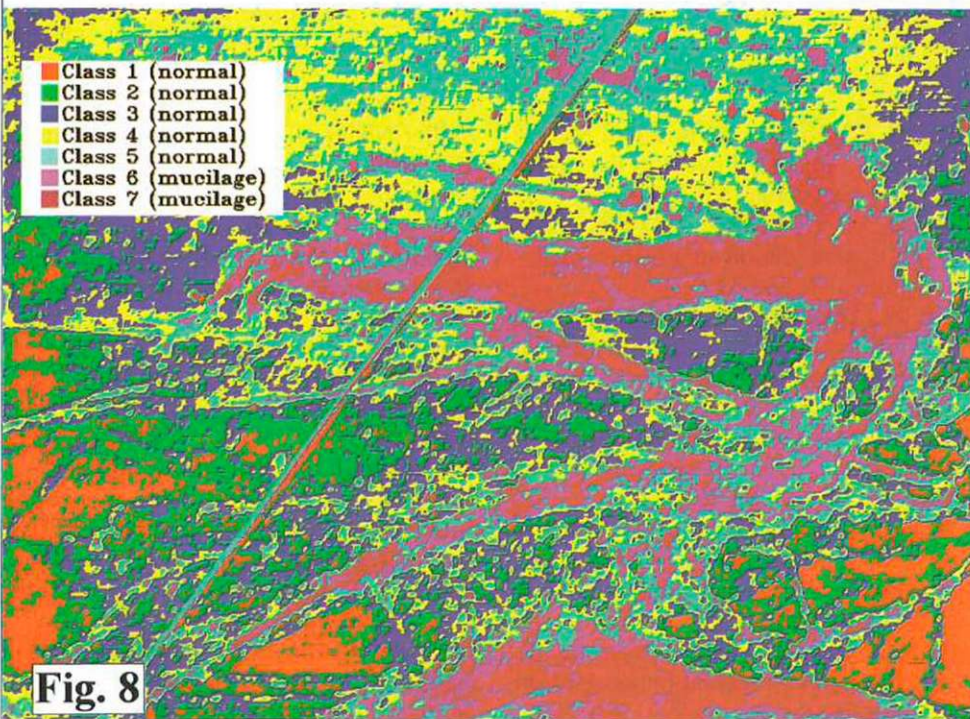 Class 1 (normal)
Class 2 (normal)
Class 3 (normal)
Class 4 (normal)
Class 5 (normal)
Class 6 (mucilage)
Class 7 (mucilage)
Fig. 8